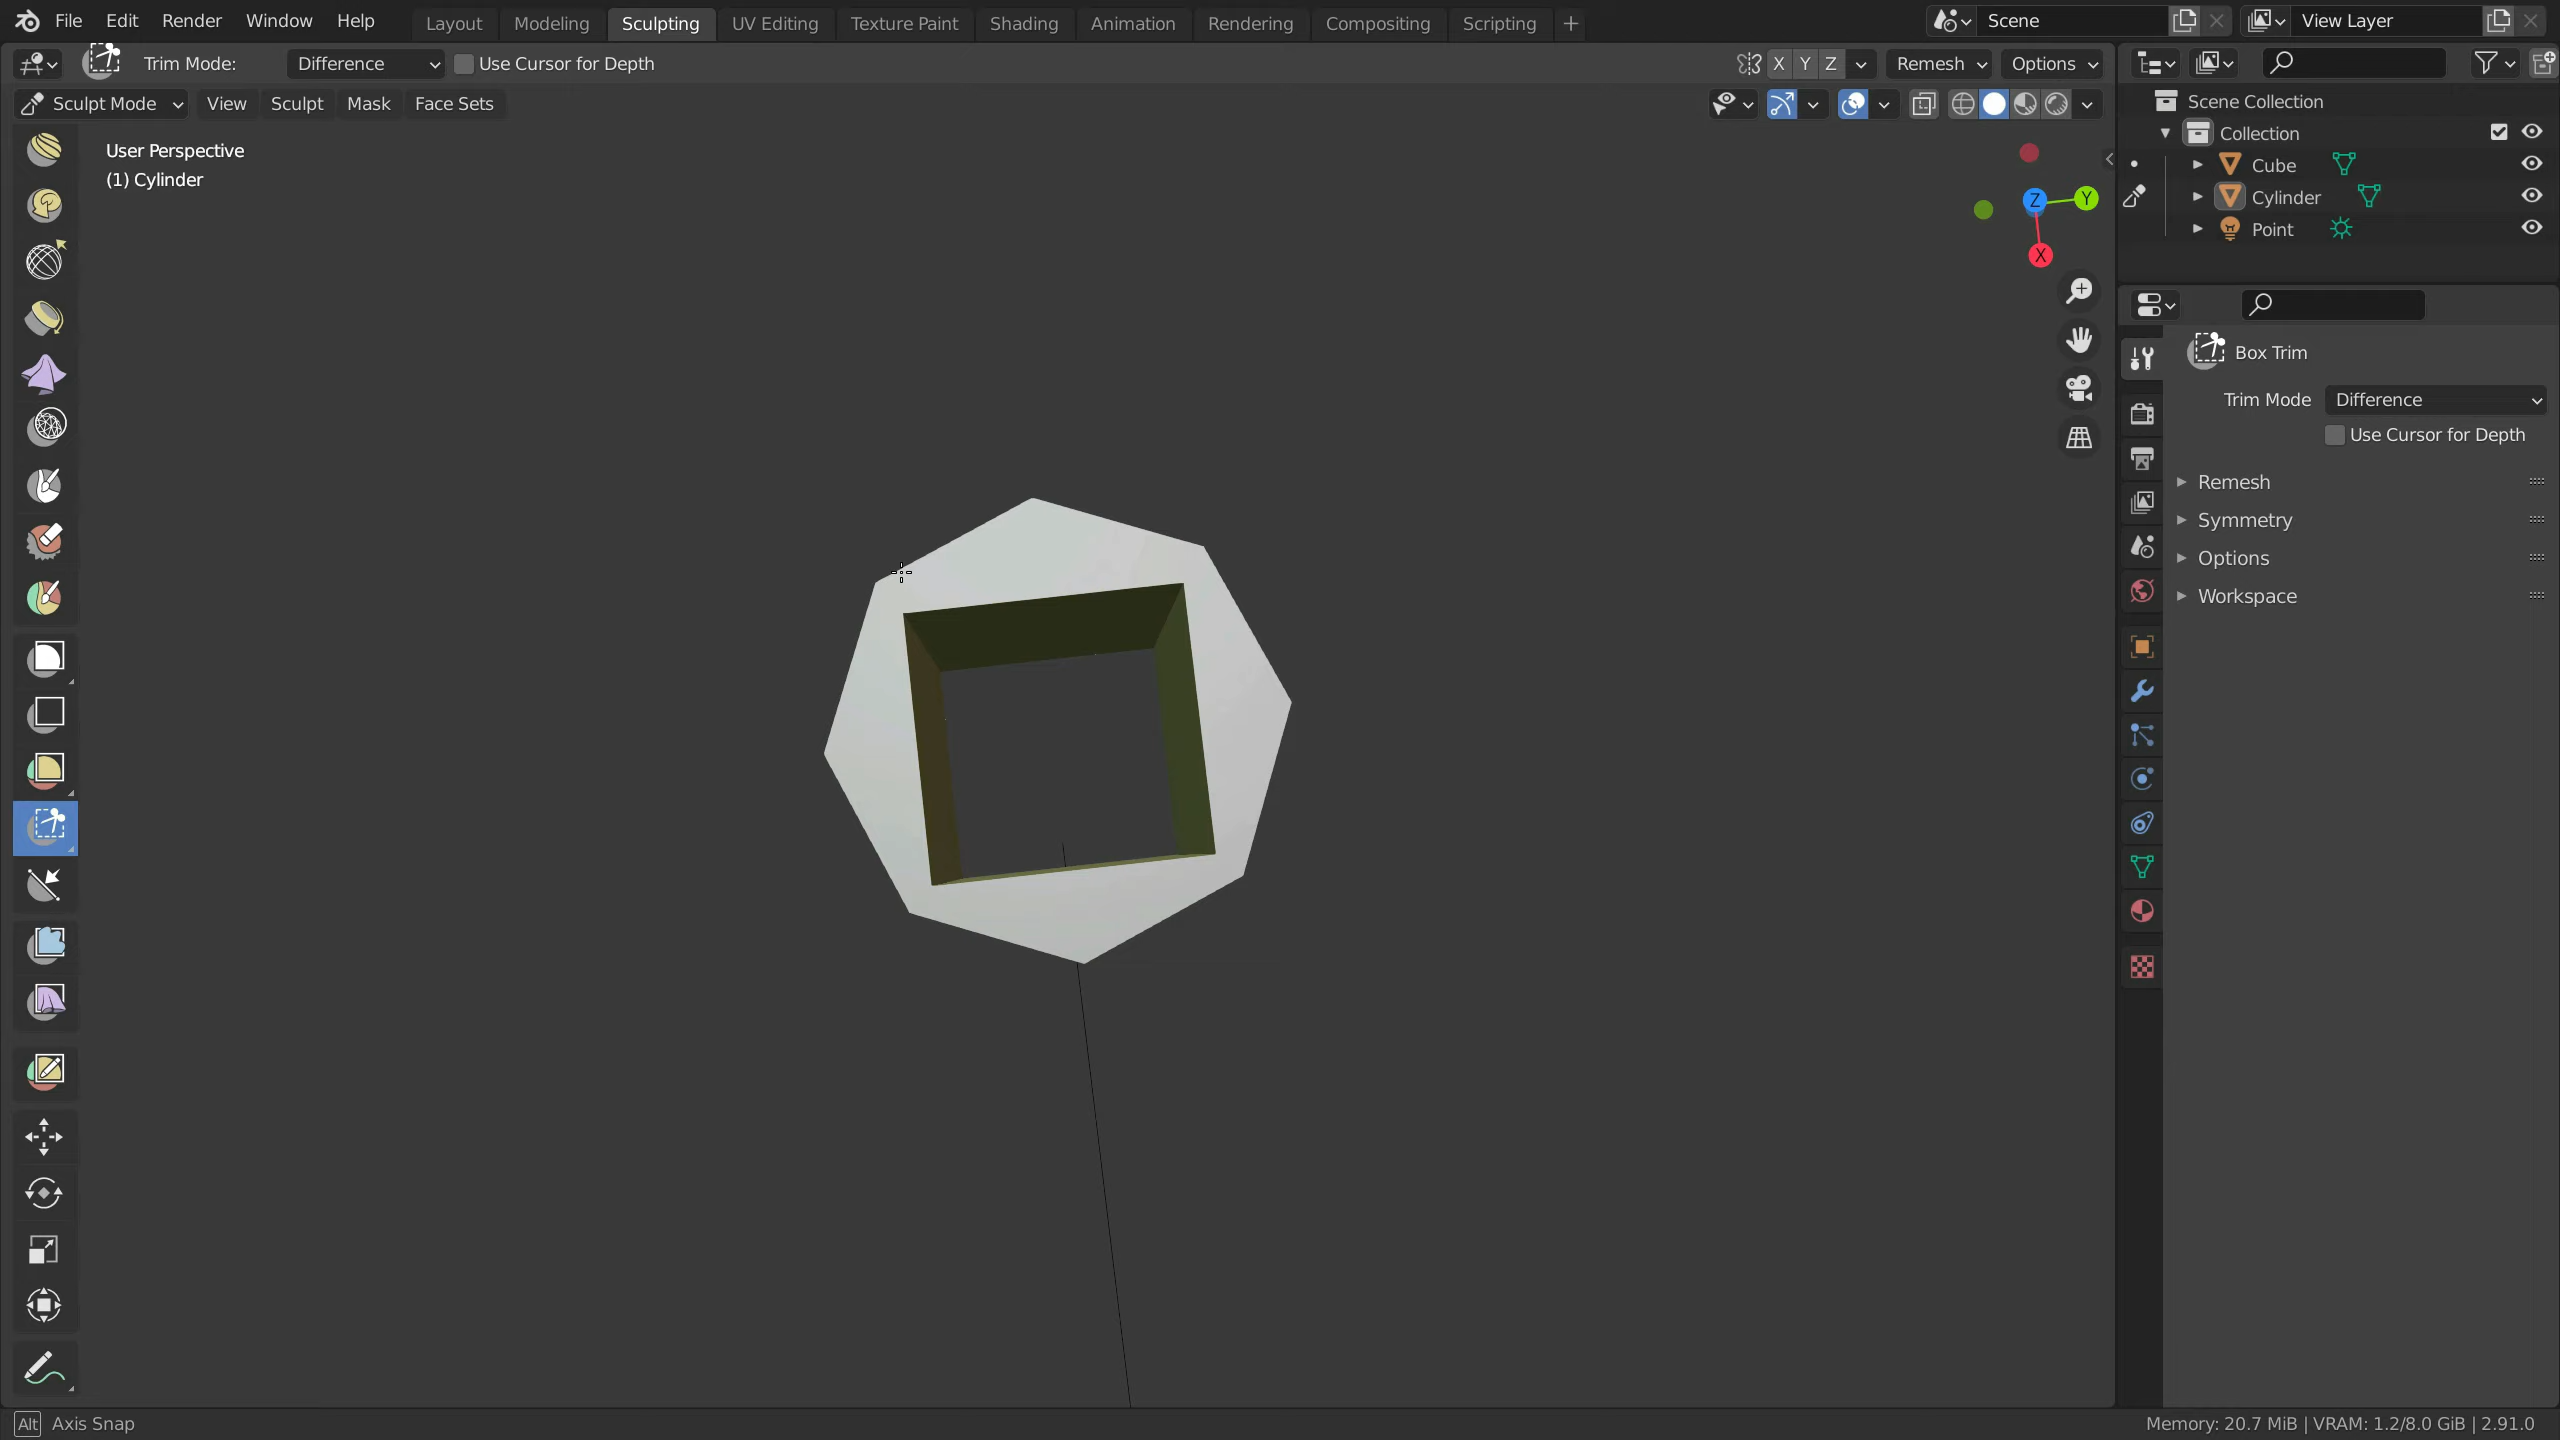 File Edit Render Window Help Layout Modeling Sculpting UV Editing Texture Paint Shading Animation Rendering Compositing Scripting + Scene View Layer
Trim Mode: Difference Use Cursor for Depth X Y Z Remesh Options
Sculpt Mode View Sculpt Mask Face Sets
User Perspective
(1) Cylinder
Z Y
X
Scene Collection
Collection
Cube
Cylinder
Point
Box Trim
Trim Mode Difference
Use Cursor for Depth
Remesh
Symmetry
Options
Workspace
Alt Axis Snap Memory: 20.7 MiB | VRAM: 1.2/8.0 GiB | 2.91.0